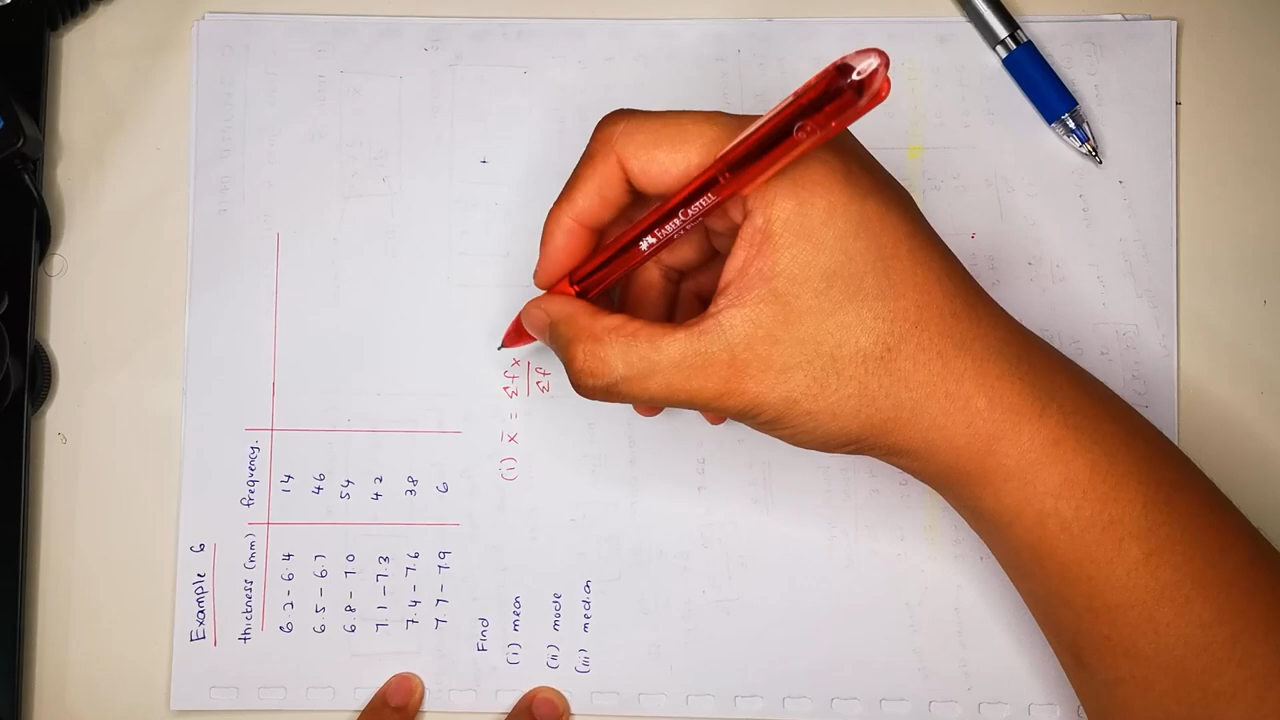 Example 6
thickness (mm) frequency.
6.2 - 6.4 14
6.5 - 6.7 46
6.8 - 7.0 54
7.1 - 7.3 42
7.4 - 7.6 38
7.7 - 7.9 6
Find
(i) mean
(ii) mode
(iii) median
(i) x̄ = Σfx
Σf
FABER-CASTELL